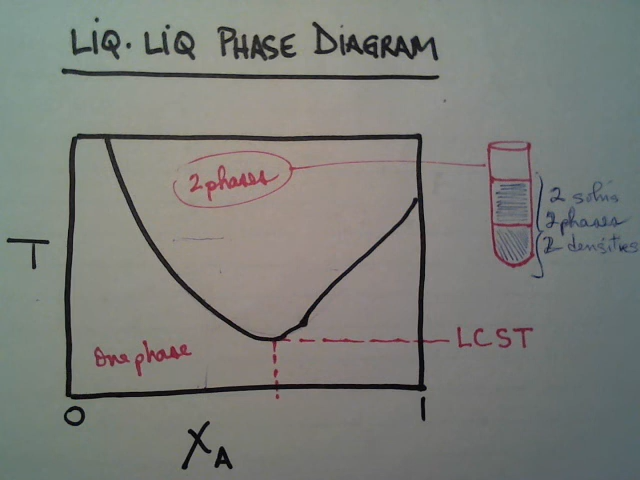 LIQ. LIQ PHASE DIAGRAM
2 phases
2 solns
2 phases
2 densities
T
LCST
One phase
0
1
XA